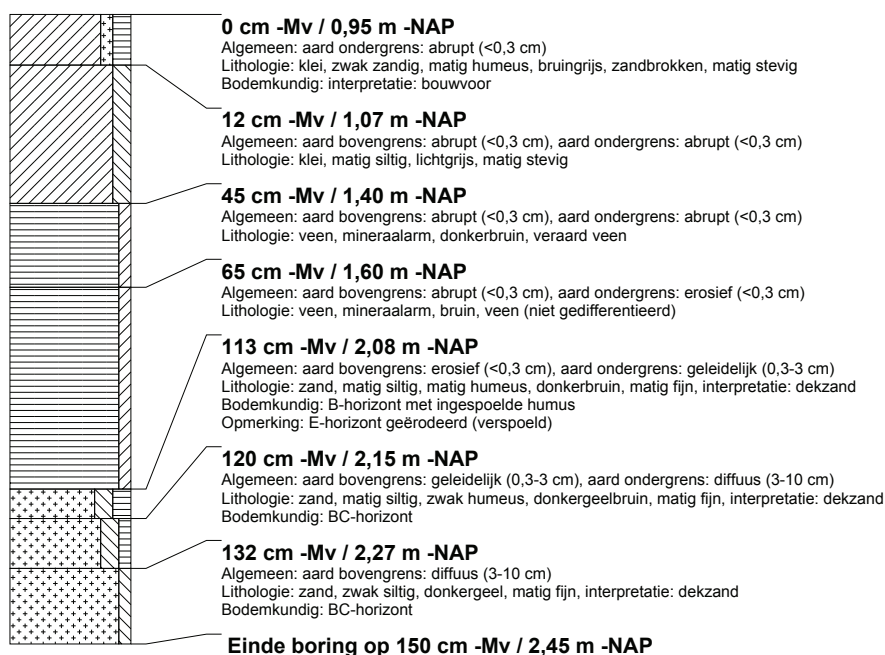 0 cm -Mv / 0,95 m -NAP
Algemeen: aard ondergrens: abrupt (<0,3 cm)
Lithologie: klei, zwak zandig, matig humeus, bruingrijs, zandbrokken, matig stevig
Bodemkundig: interpretatie: bouwvoor
12 cm -Mv / 1,07 m -NAP
Algemeen: aard bovengrens: abrupt (<0,3 cm), aard ondergrens: abrupt (<0,3 cm)
Lithologie: klei, matig siltig, lichtgrijs, matig stevig
45 cm -Mv / 1,40 m -NAP
Algemeen: aard bovengrens: abrupt (<0,3 cm), aard ondergrens: abrupt (<0,3 cm)
Lithologie: veen, mineraalarm, donkerbruin, veraard veen
65 cm -Mv / 1,60 m -NAP
Algemeen: aard bovengrens: abrupt (<0,3 cm), aard ondergrens: erosief (<0,3 cm)
Lithologie: veen, mineraalarm, bruin, veen (niet gedifferentieerd)
113 cm -Mv / 2,08 m -NAP
Algemeen: aard bovengrens: erosief (<0,3 cm), aard ondergrens: geleidelijk (0,3-3 cm)
Lithologie: zand, matig siltig, matig humeus, donkerbruin, matig fijn, interpretatie: dekzand
Bodemkundig: B-horizont met ingespoelde humus
Opmerking: E-horizont geërodeerd (verspoeld)
120 cm -Mv / 2,15 m -NAP
Algemeen: aard bovengrens: geleidelijk (0,3-3 cm), aard ondergrens: diffuus (3-10 cm)
Lithologie: zand, matig siltig, zwak humeus, donkergeelbruin, matig fijn, interpretatie: dekzand
Bodemkundig: BC-horizont
132 cm -Mv / 2,27 m -NAP
Algemeen: aard bovengrens: diffuus (3-10 cm)
Lithologie: zand, zwak siltig, donkergeel, matig fijn, interpretatie: dekzand
Bodemkundig: BC-horizont
Einde boring op 150 cm -Mv / 2,45 m -NAP